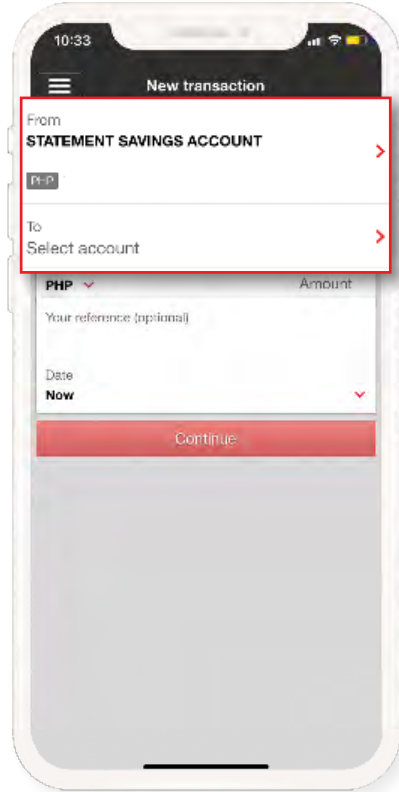 10:33
New transaction
From
STATEMENT SAVINGS ACCOUNT
PHP
To
Select account
PHP Amount
Your reference (optional)
Date
Now
Continue